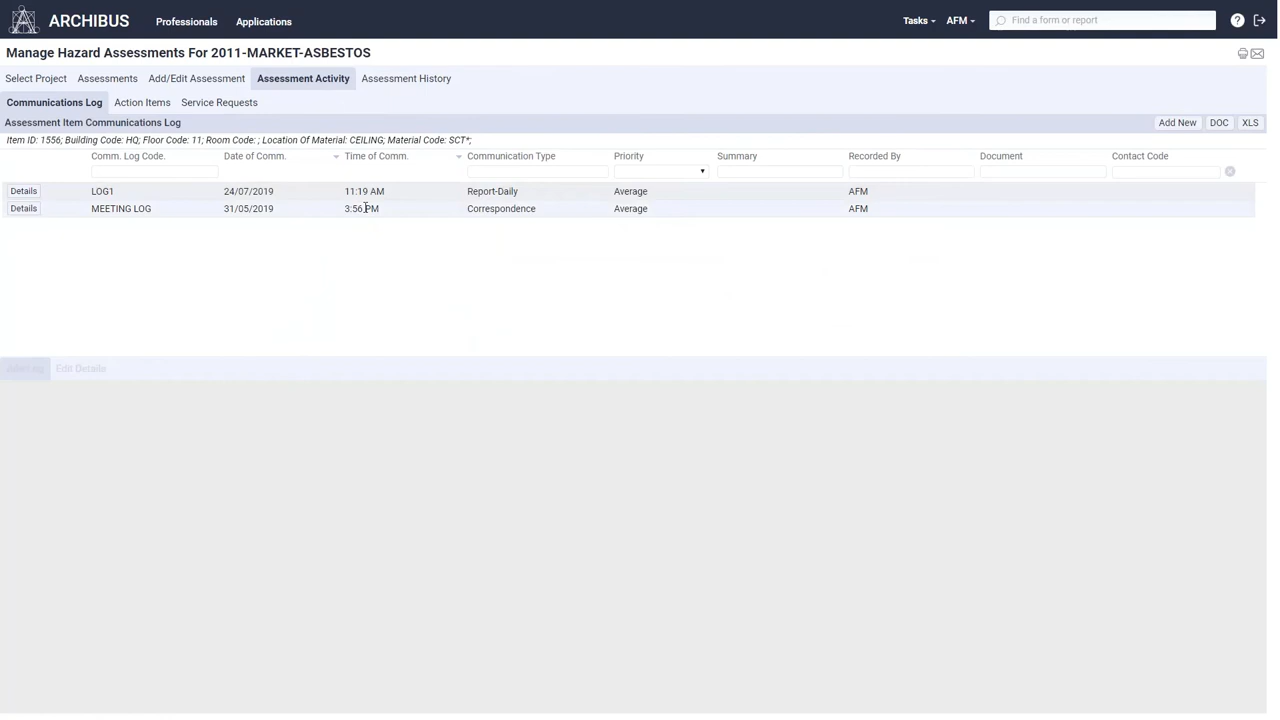 ARCHIBUS Professionals Applications Tasks AFM Find a form or report ?
Manage Hazard Assessments For 2011-MARKET-ASBESTOS
Select Project Assessments Add/Edit Assessment Assessment Activity Assessment History
Communications Log Action Items Service Requests
Assessment Item Communications Log Add New DOC XLS
Item ID: 1556; Building Code: HQ; Floor Code: 11; Room Code: ; Location Of Material: CEILING; Material Code: SCT*;
Comm. Log Code. Date of Comm. Time of Comm. Communication Type Priority Summary Recorded By Document Contact Code
Details LOG1 24/07/2019 11:19 AM Report-Daily Average AFM
Details MEETING LOG 31/05/2019 3:56 PM Correspondence Average AFM
Edit Details